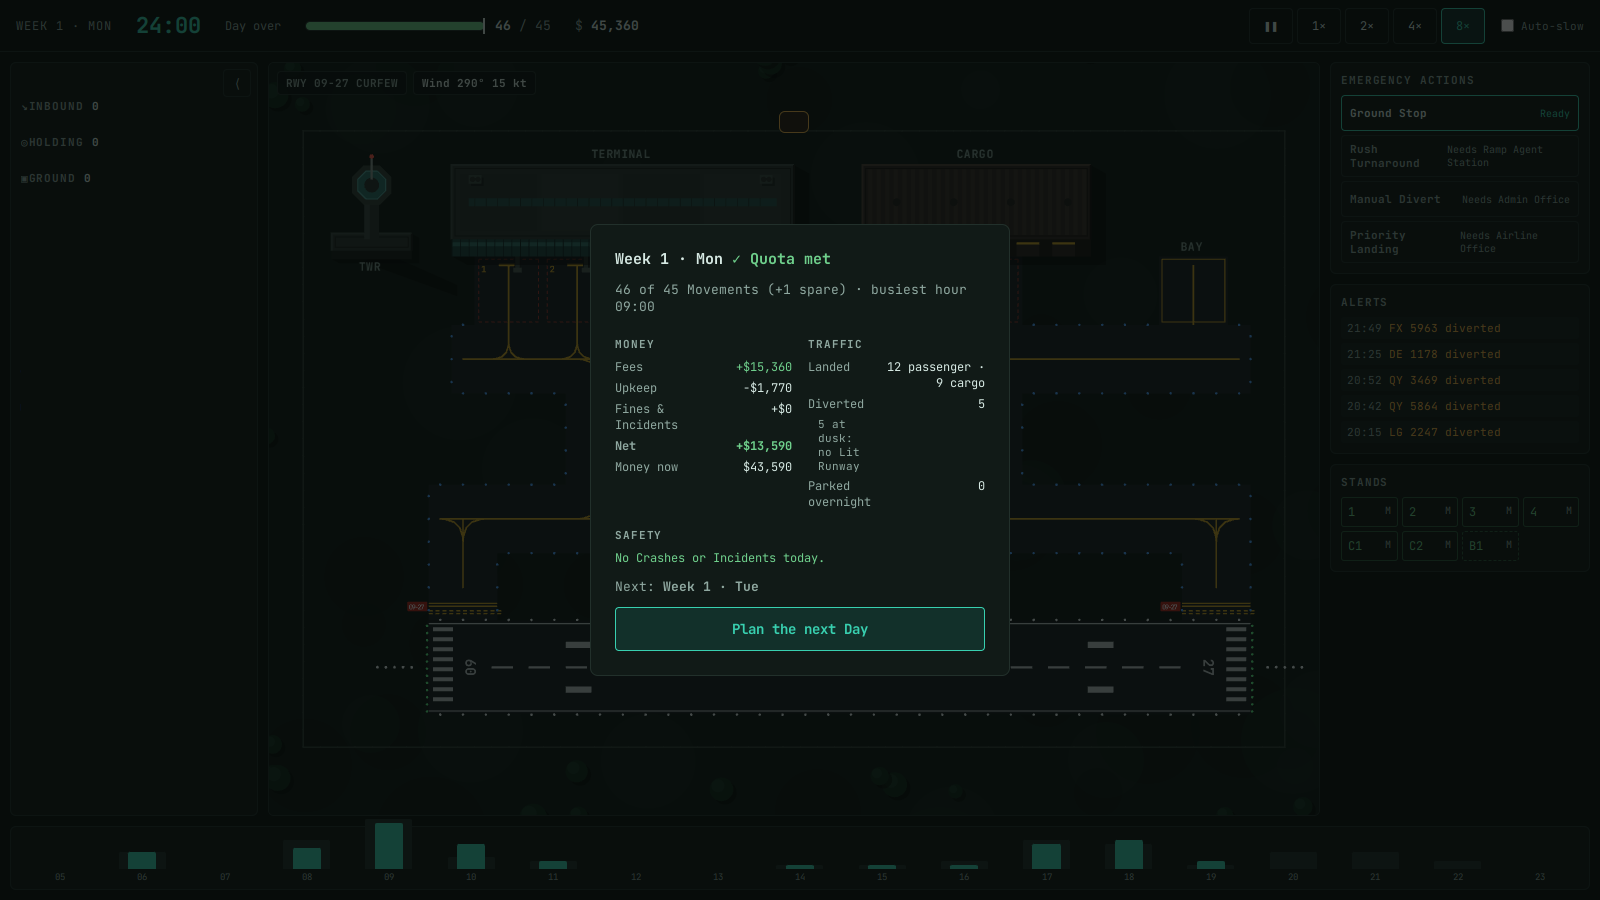 WEEK 1 · MON 24:00 Day over 46 / 45 $ 45,360
❚❚ 1× 2× 4× 8× Auto-slow
⟨
↘INBOUND 0
◎HOLDING 0
▣GROUND 0
RWY 09-27 CURFEW Wind 290° 15 kt
TERMINAL
CARGO
TWR
BAY
1
2
09-27
09-27
09
27
Week 1 · Mon ✓ Quota met
46 of 45 Movements (+1 spare) · busiest hour
09:00
MONEY
Fees +$15,360
Upkeep -$1,770
Fines &
Incidents +$0
Net +$13,590
Money now $43,590
TRAFFIC
Landed 12 passenger ·
9 cargo
Diverted 5
5 at
dusk:
no Lit
Runway
Parked
overnight 0
SAFETY
No Crashes or Incidents today.
Next: Week 1 · Tue
Plan the next Day
EMERGENCY ACTIONS
Ground Stop Ready
Rush
Turnaround Needs Ramp Agent
Station
Manual Divert Needs Admin Office
Priority
Landing Needs Airline
Office
ALERTS
21:49 FX 5963 diverted
21:25 DE 1178 diverted
20:52 QY 3469 diverted
20:42 QY 5864 diverted
20:15 LG 2247 diverted
STANDS
1 M 2 M 3 M 4 M
C1 M C2 M B1 M
05 06 07 08 09 10 11 12 13 14 15 16 17 18 19 20 21 22 23